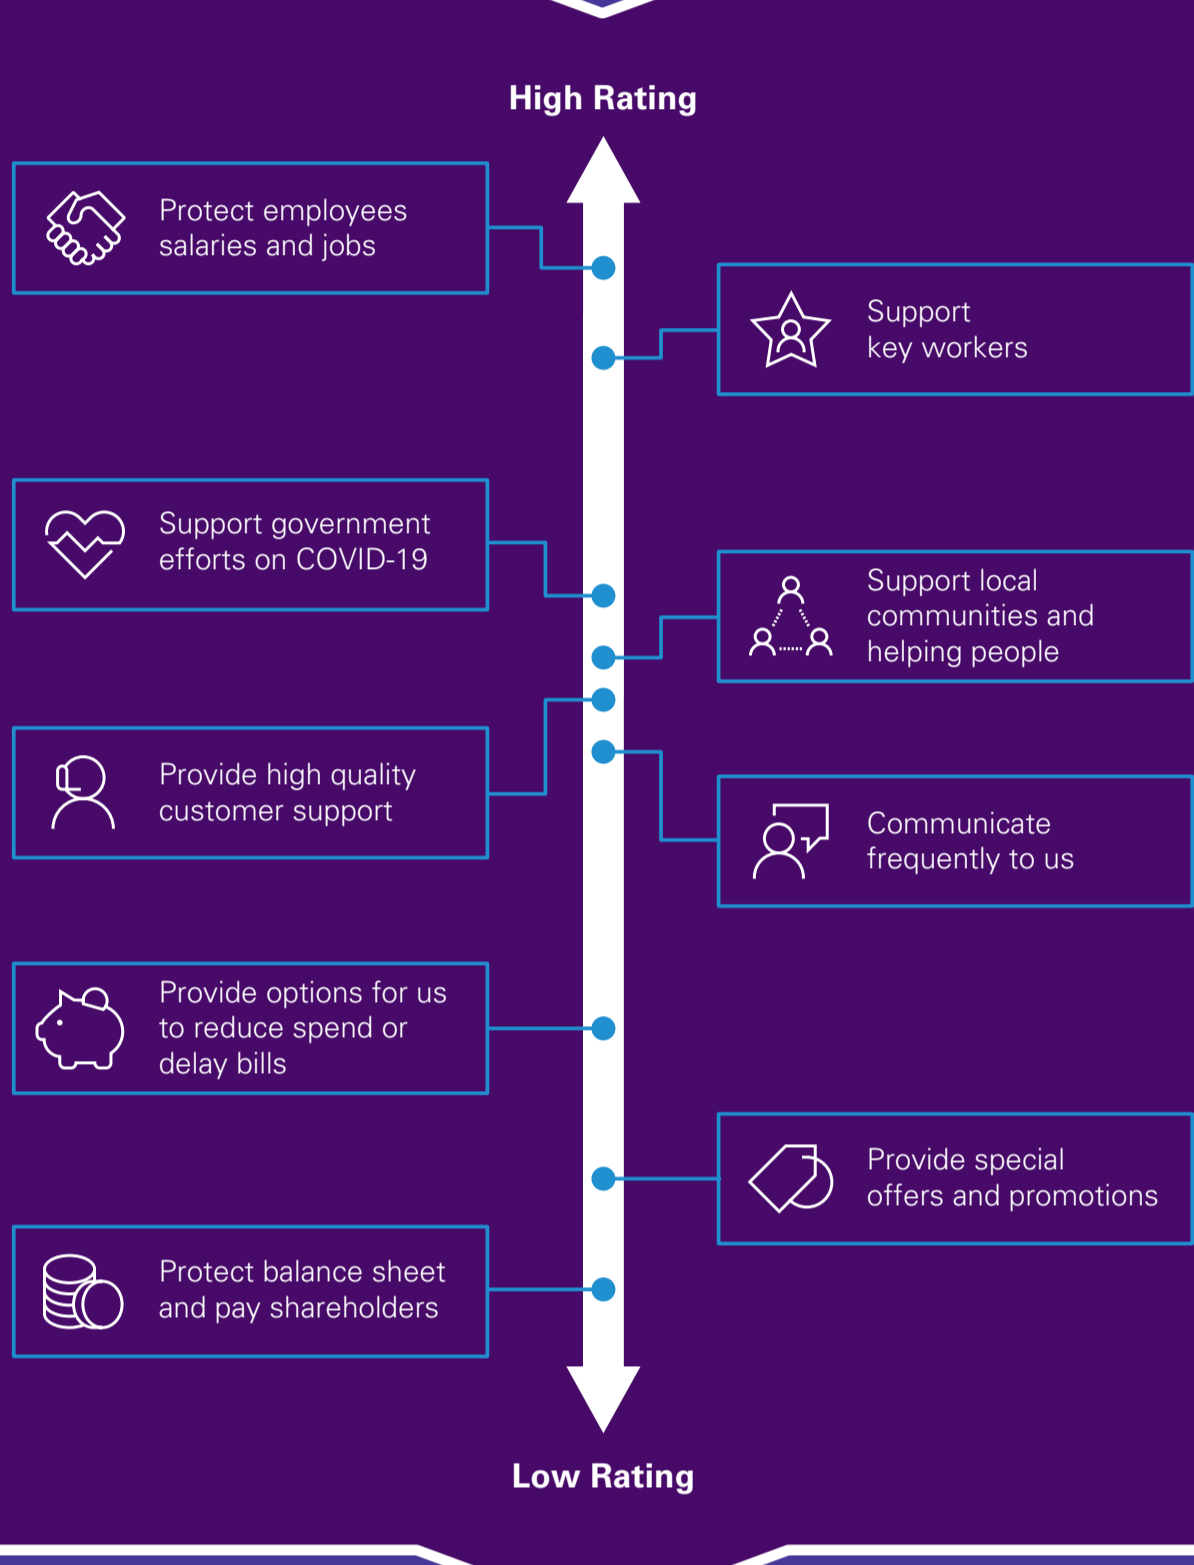 High Rating
Protect employees
salaries and jobs
Support
key workers
Support government
efforts on COVID-19
Support local
communities and
helping people
Provide high quality
customer support
Communicate
frequently to us
Provide options for us
to reduce spend or
delay bills
Provide special
offers and promotions
Protect balance sheet
and pay shareholders
Low Rating